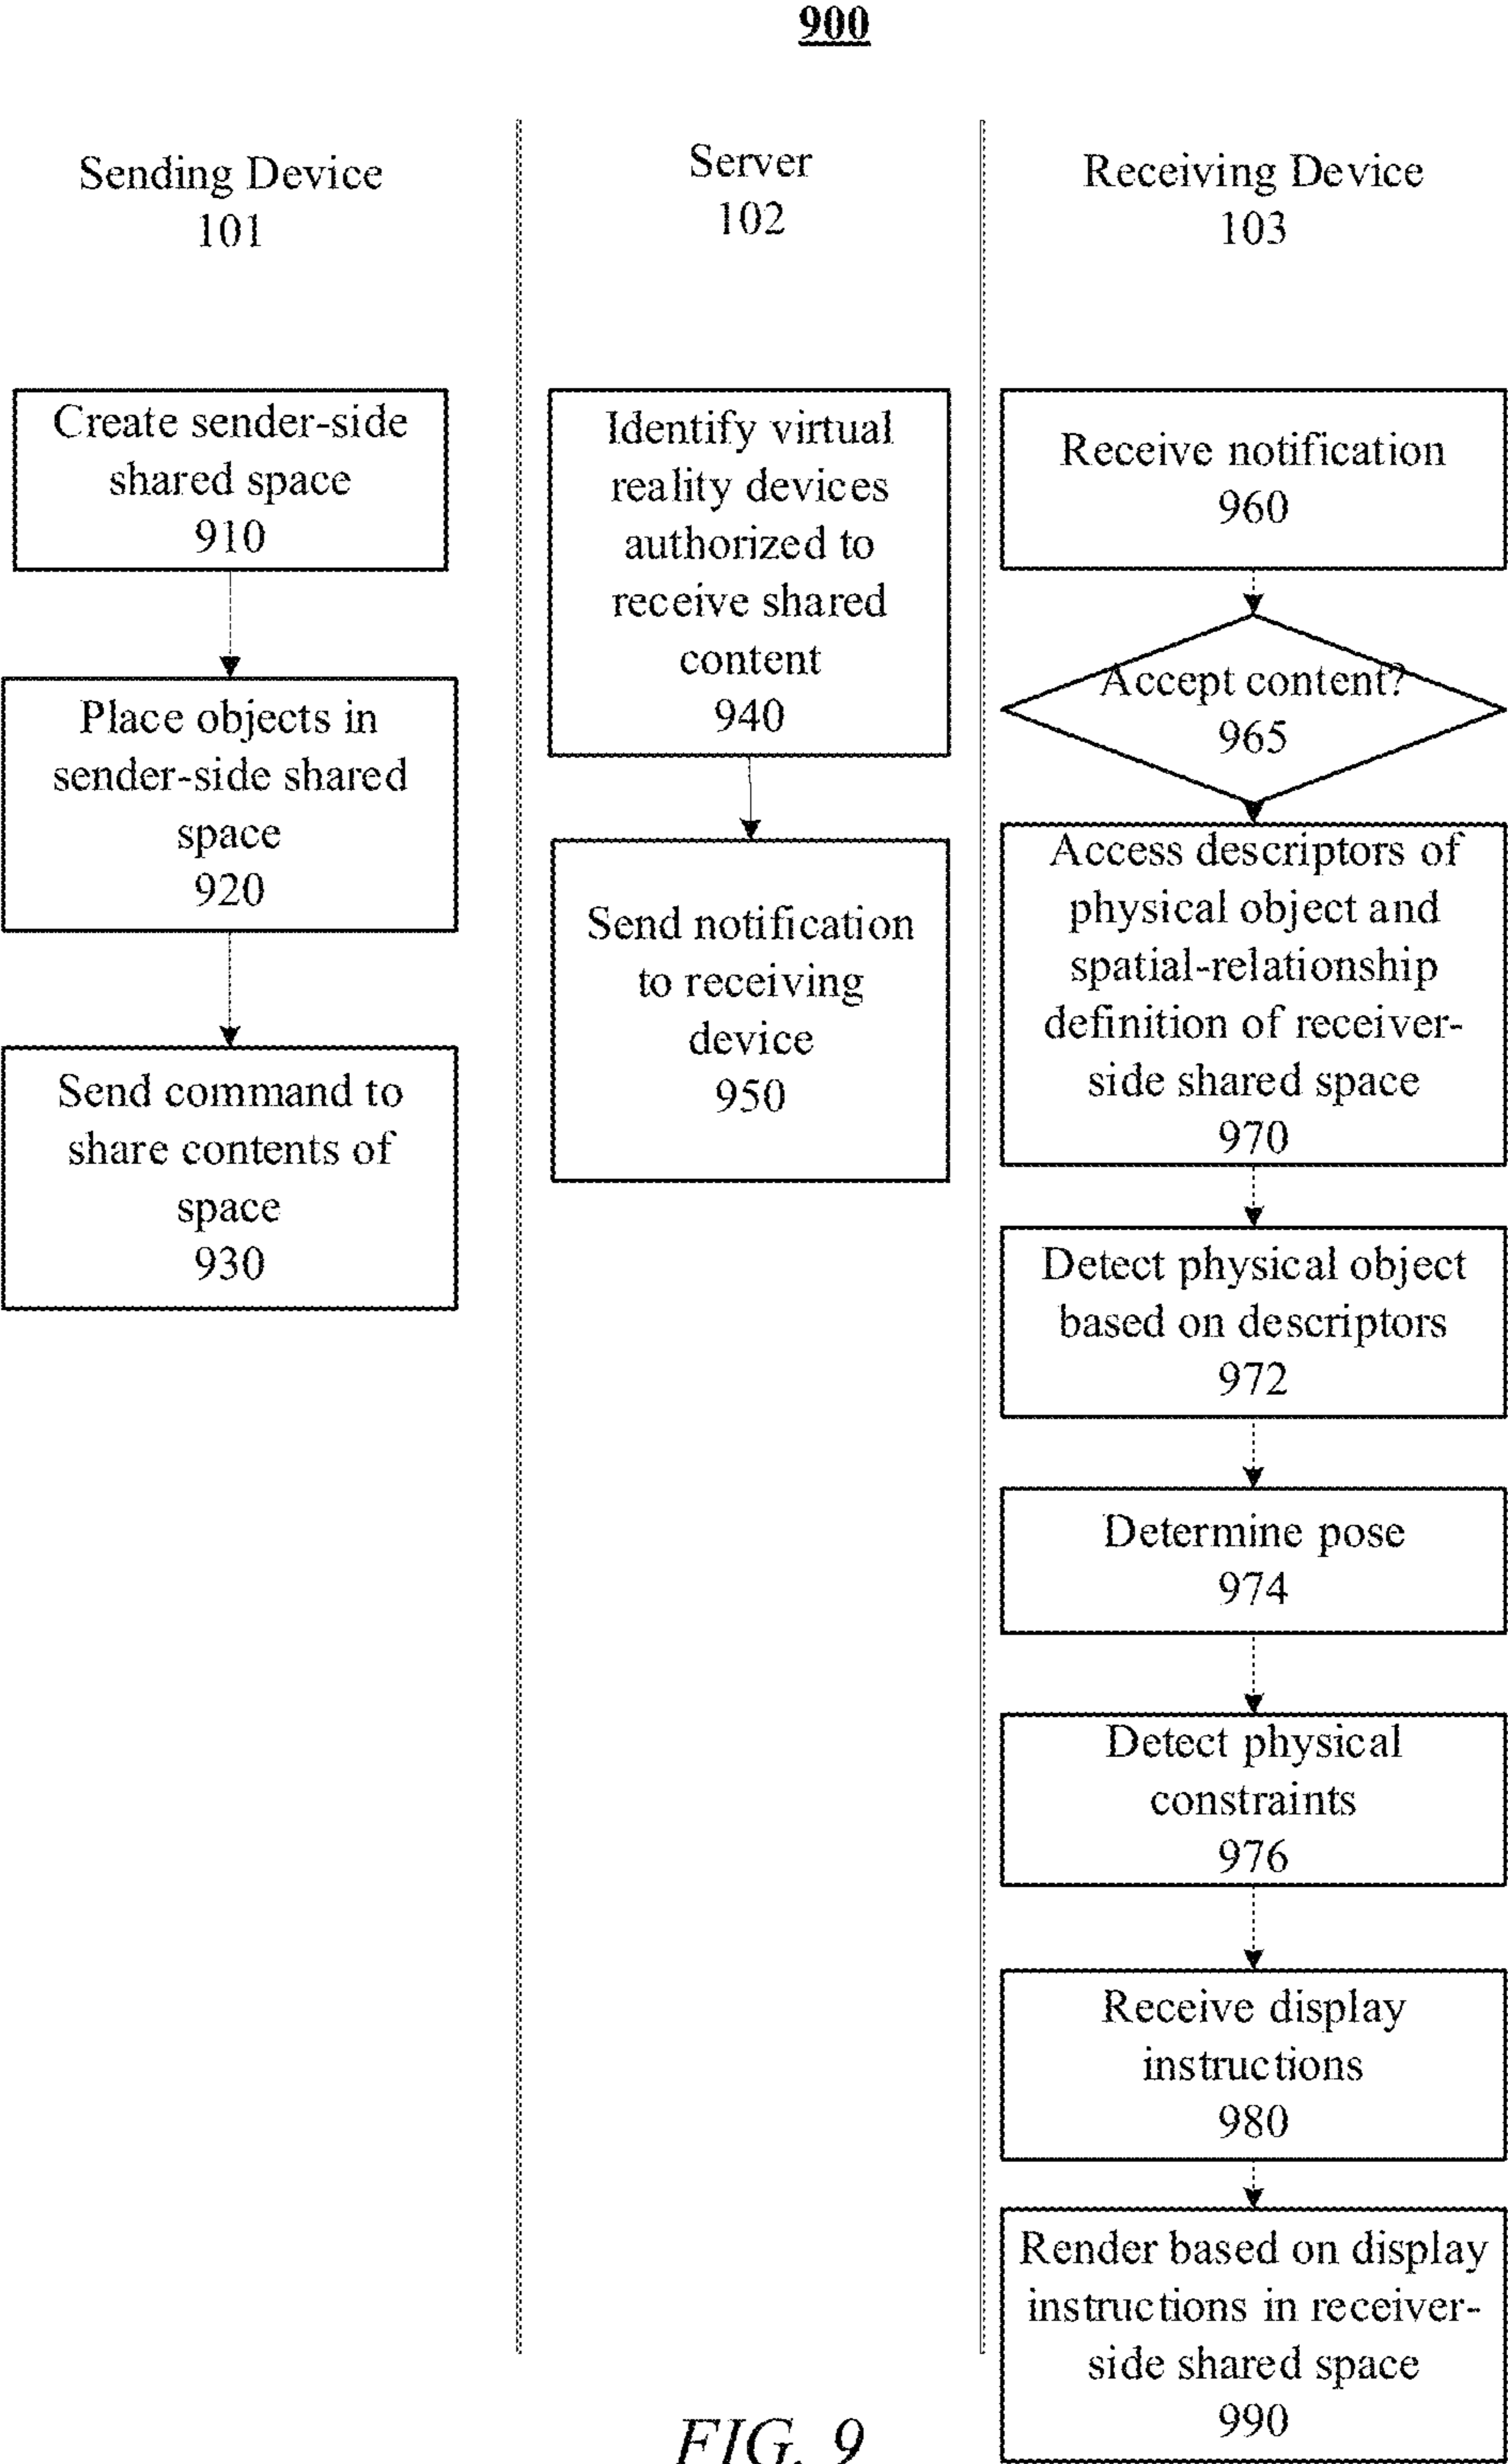 900
Sending Device
101
Server
102
Receiving Device
103
Create sender-side
shared space
910
Place objects in
sender-side shared
space
920
Send command to
share contents of
space
930
Identify virtual
reality devices
authorized to
receive shared
content
940
Send notification
to receiving
device
950
Receive notification
960
Accept content?
965
Access descriptors of
physical object and
spatial-relationship
definition of receiver-
side shared space
970
Detect physical object
based on descriptors
972
Determine pose
974
Detect physical
constraints
976
Receive display
instructions
980
Render based on display
instructions in receiver-
side shared space
990
FIG. 9